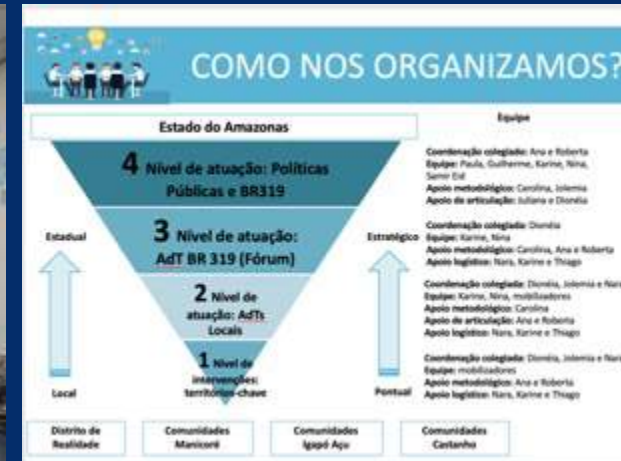 COMO NOS ORGANIZAMOS?
Estado do Amazonas
4 Nível de atuação: Políticas
Públicas e BR319
3 Nível de atuação:
AdT BR 319 (Fórum)
2 Nível de
atuação: AdTs
Locais
1 Nível de
intervenções:
territórios-chave
Estadual
Local
Estratégico
Pontual
Equipe
Coordenação colegiada: Ana e Roberta
Equipe: Paula, Guilherme, Karine, Nina,
Samir Eid
Apoio metodológico: Carolina, Jolemia
Apoio de articulação: Juliana e Dionéia
Coordenação colegiada: Dionéia
Equipe: Karine, Nina
Apoio metodológico: Carolina, Ana e Roberta
Apoio logístico: Nara, Karine e Thiago
Coordenação colegiada: Dionéia, Jolemia e Nara
Equipe: Karine, Nina, mobilizadores
Apoio metodológico: Carolina
Apoio de articulação: Ana e Roberta
Apoio logístico: Nara, Karine e Thiago
Coordenação colegiada: Dionéia, Jolemia e Nara
Equipe: mobilizadores
Apoio metodológico: Ana e Roberta
Apoio logístico: Nara, Karine e Thiago
Distrito de
Realidade
Comunidades
Manicoré
Comunidades
Igapó Açu
Comunidades
Castanho